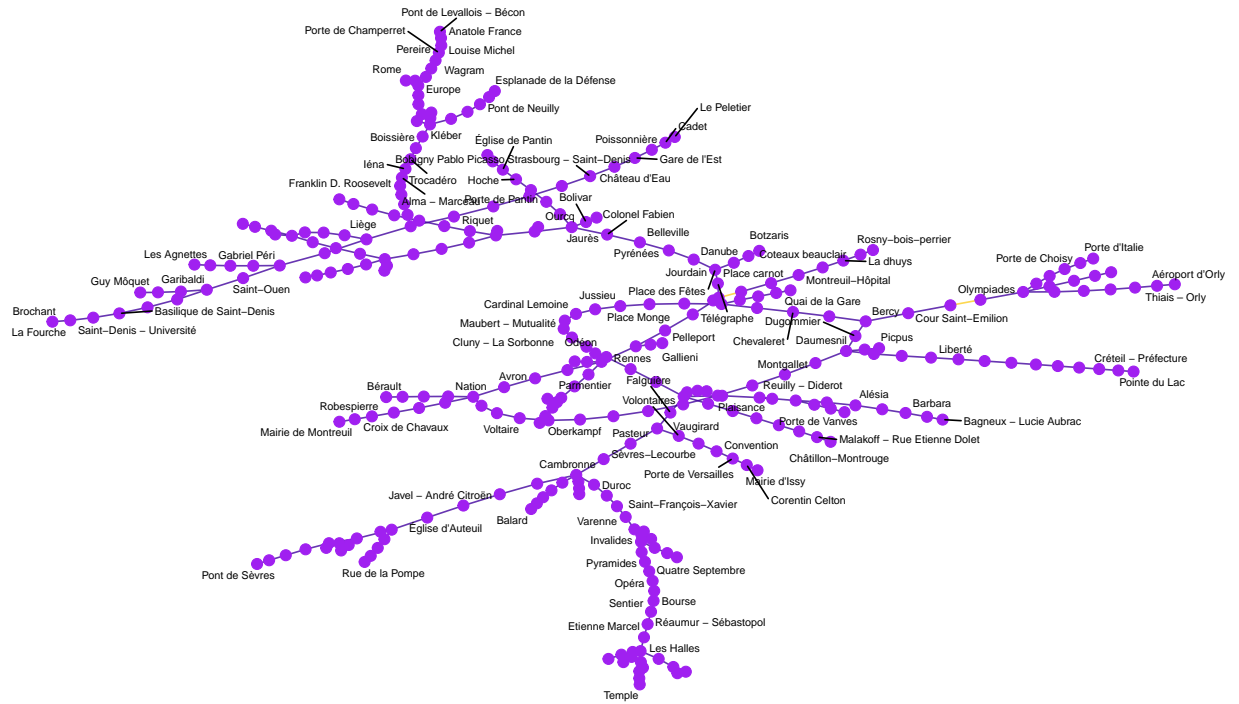 Pont de Levallois – Bécon
Porte de Champerret
Anatole France
Pereire
Louise Michel
Rome
Wagram
Esplanade de la Défense
Europe
Pont de Neuilly
Le Peletier
Cadet
Boissière
Kléber
Église de Pantin
Poissonnière
Iéna
Bobigny Pablo Picasso
Strasbourg – Saint–Denis
Gare de l'Est
Trocadéro
Hoche
Château d'Eau
Franklin D. Roosevelt
Alma – Marceau
Porte de Pantin
Bolivar
Liège
Riquet
Ourcq
Colonel Fabien
Jaurès
Belleville
Botzaris
Rosny–bois–perrier
Porte d'Italie
Les Agnettes
Gabriel Péri
Pyrénées
Danube
Coteaux beauclair
La dhuys
Porte de Choisy
Guy Môquet
Garibaldi
Jourdain
Place carnot
Montreuil–Hôpital
Aéroport d'Orly
Saint–Ouen
Place des Fêtes
Olympiades
Thiais – Orly
Cardinal Lemoine
Jussieu
Quai de la Gare
Brochant
Basilique de Saint–Denis
Place Monge
Télégraphe
Dugommier
Bercy
Cour Saint–Emilion
La Fourche
Saint–Denis – Université
Maubert – Mutualité
Pelleport
Chevaleret
Daumesnil
Picpus
Cluny – La Sorbonne
Odéon
Rennes
Gallieni
Montgallet
Liberté
Créteil – Préfecture
Pointe du Lac
Bérault
Nation
Avron
Parmentier
Falguière
Reuilly – Diderot
Alésia
Robespierre
Volontaires
Plaisance
Barbara
Mairie de Montreuil
Croix de Chavaux
Voltaire
Oberkampf
Porte de Vanves
Bagneux – Lucie Aubrac
Pasteur
Vaugirard
Malakoff – Rue Etienne Dolet
Sèvres–Lecourbe
Convention
Châtillon–Montrouge
Cambronne
Porte de Versailles
Mairie d'Issy
Duroc
Corentin Celton
Javel – André Citroën
Balard
Saint–François–Xavier
Église d'Auteuil
Varenne
Invalides
Pont de Sèvres
Rue de la Pompe
Pyramides
Quatre Septembre
Opéra
Sentier
Bourse
Etienne Marcel
Réaumur – Sébastopol
Les Halles
Temple